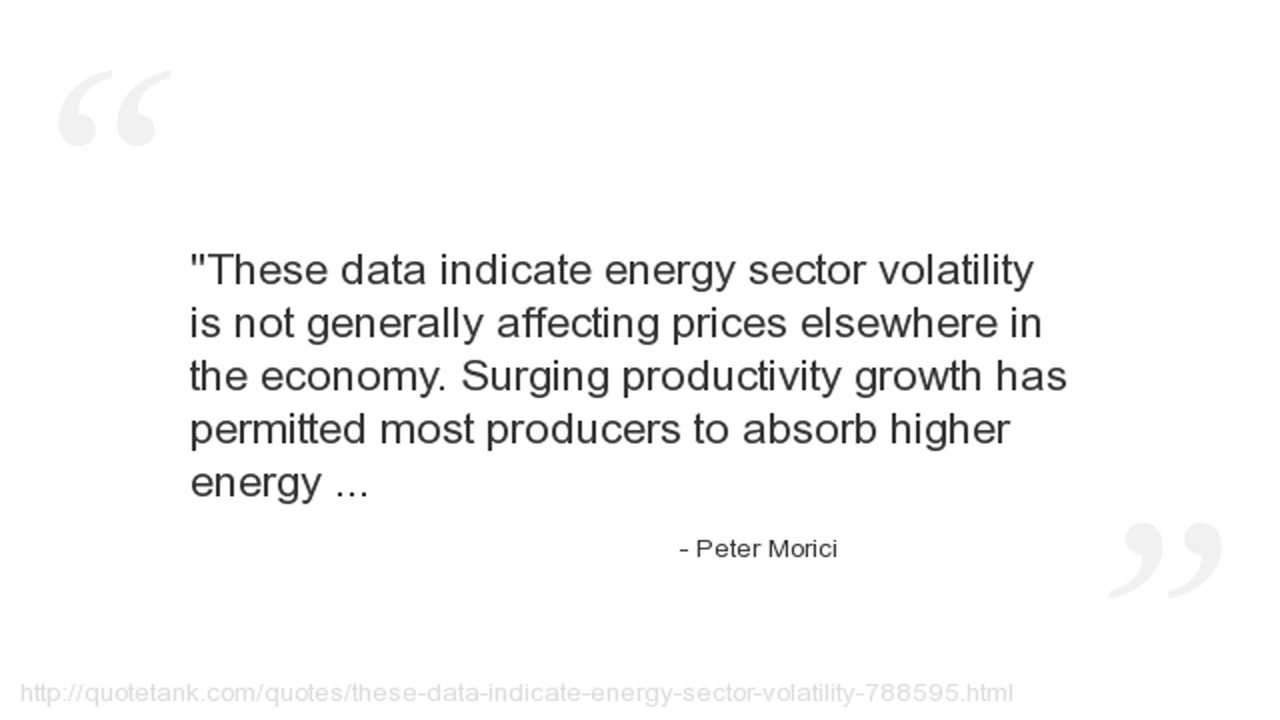 "These data indicate energy sector volatility
is not generally affecting prices elsewhere in
the economy. Surging productivity growth has
permitted most producers to absorb higher
energy ...
- Peter Morici
http://quotetank.com/quotes/these-data-indicate-energy-sector-volatility-788595.html